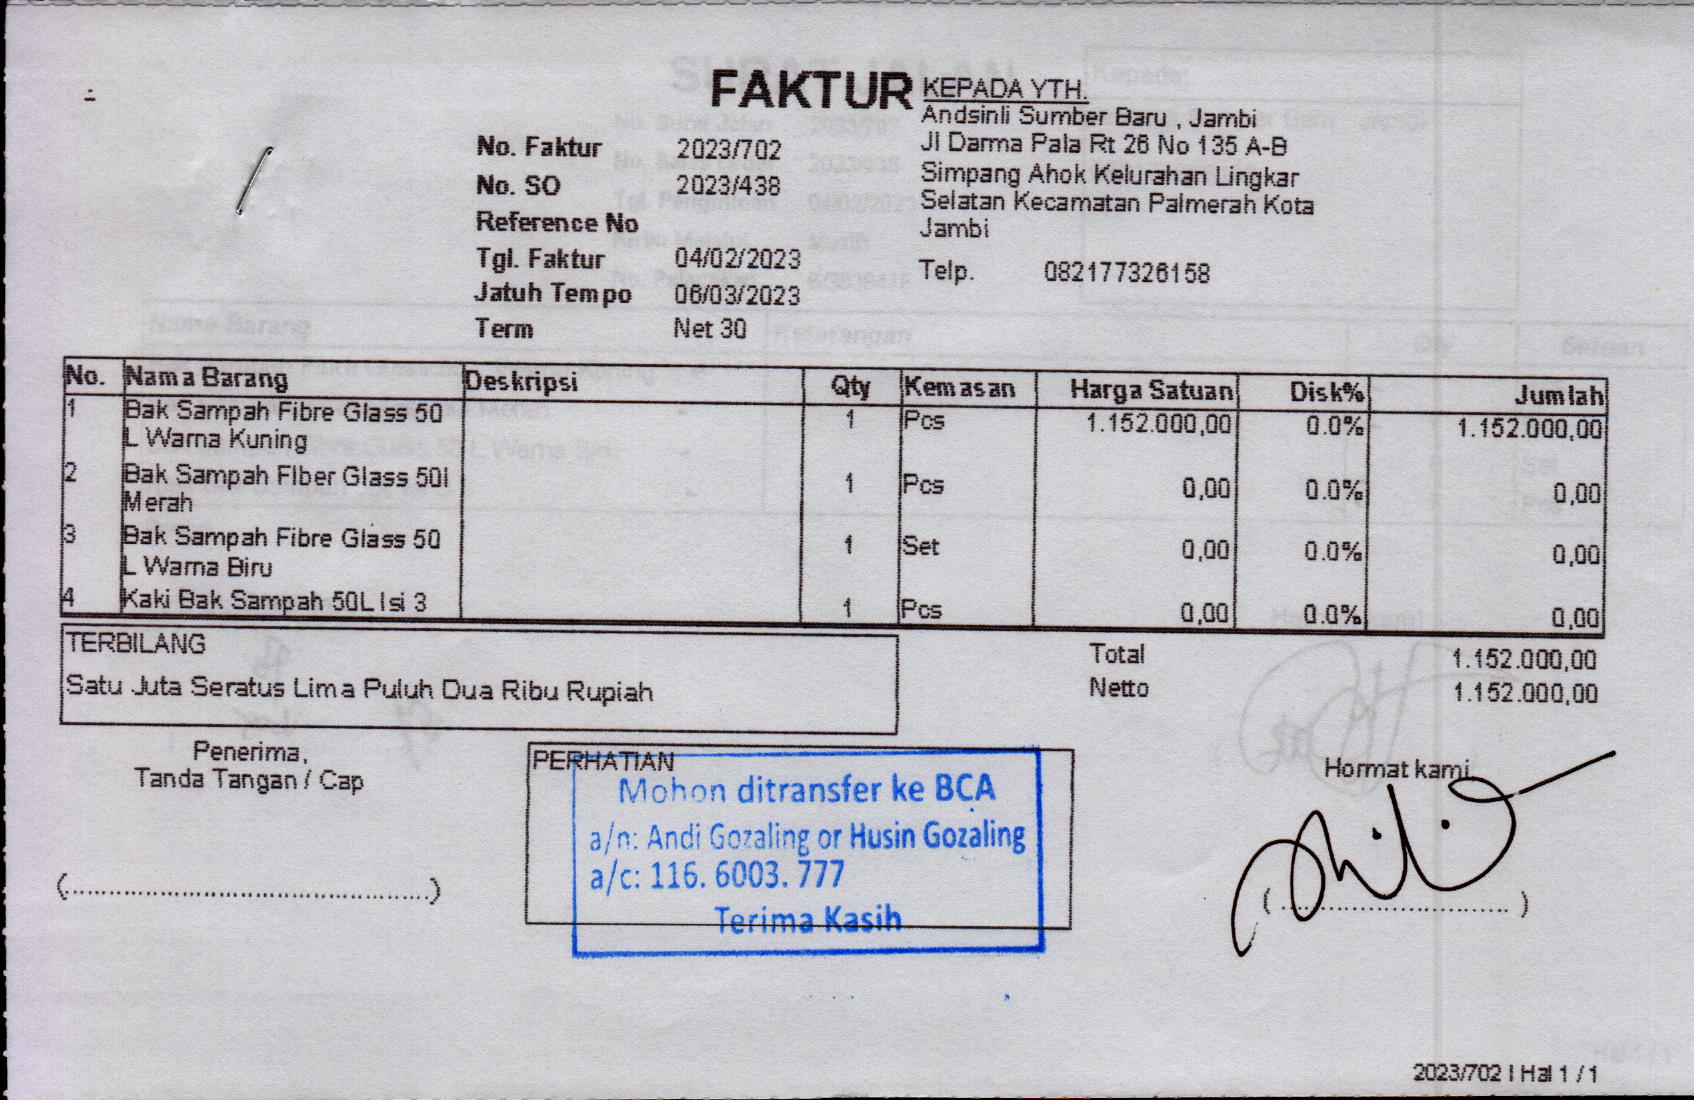 FAKTUR
KEPADA YTH.
Andsinli Sumber Baru , Jambi
Jl Darma Pala Rt 26 No 135 A-B
Simpang Ahok Kelurahan Lingkar
Selatan Kecamatan Palmerah Kota
Jambi
Telp. 082177326158
No. Faktur 2023/702
No. SO 2023/438
Reference No
Tgl. Faktur 04/02/2023
Jatuh Tempo 06/03/2023
Term Net 30
No. Nama Barang Deskripsi Qty Kemasan Harga Satuan Disk% Jumlah
1 Bak Sampah Fibre Glass 50 1 Pcs 1.152.000,00 0.0% 1.152.000,00
L Warna Kuning
2 Bak Sampah Fiber Glass 50l 1 Pcs 0,00 0.0% 0,00
Merah
3 Bak Sampah Fibre Glass 50 1 Set 0,00 0.0% 0,00
L Warna Biru
4 Kaki Bak Sampah 50L Isi 3 1 Pcs 0,00 0.0% 0,00
TERBILANG
Satu Juta Seratus Lima Puluh Dua Ribu Rupiah
Total 1.152.000,00
Netto 1.152.000,00
Penerima,
Tanda Tangan / Cap
(............................................)
PERHATIAN
Mohon ditransfer ke BCA
a/n: Andi Gozaling or Husin Gozaling
a/c: 116. 6003. 777
Terima Kasih
Hormat kami,
(............................)
2023/702 | Hal 1 / 1